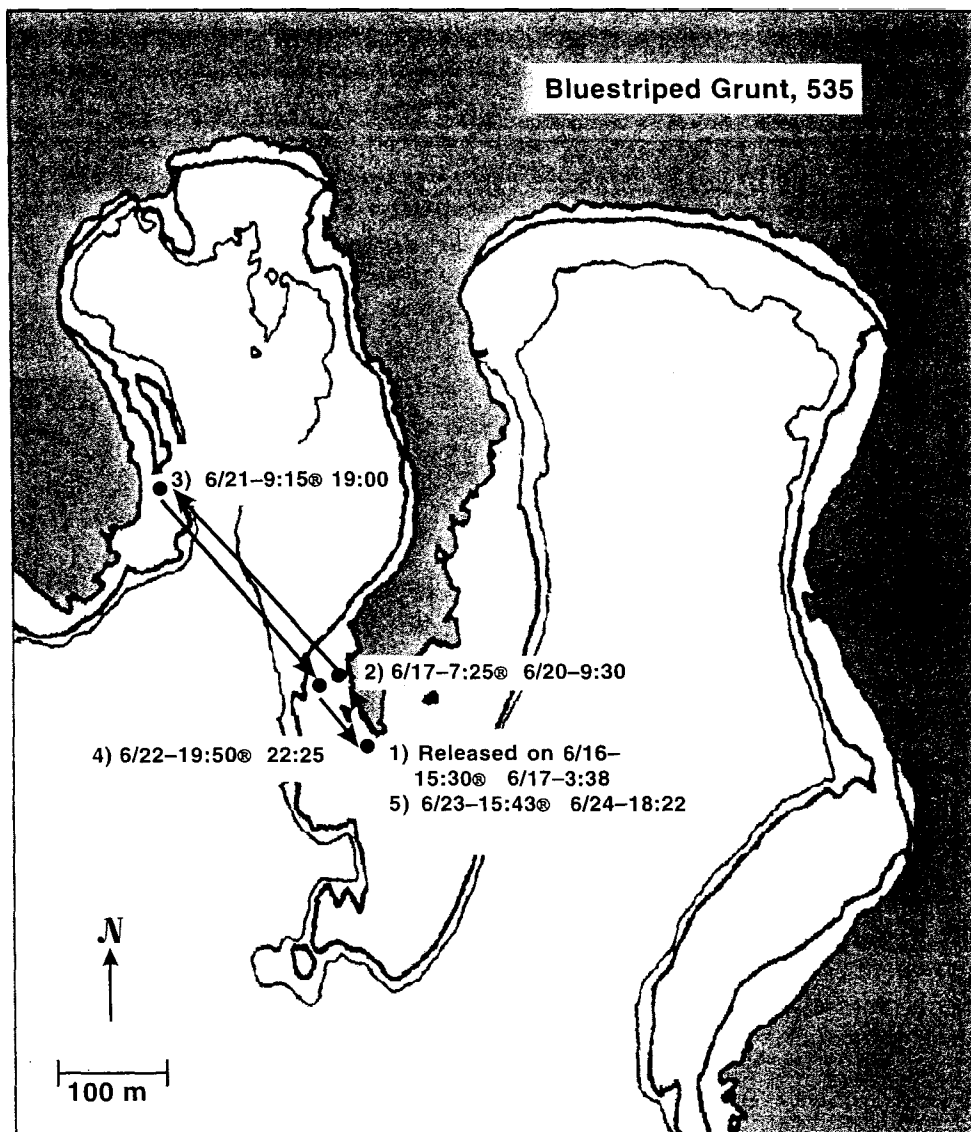 Bluestriped Grunt, 535
3) 6/21–9:15® 19:00
2) 6/17–7:25® 6/20–9:30
4) 6/22–19:50® 22:25
1) Released on 6/16–
15:30® 6/17–3:38
5) 6/23–15:43® 6/24–18:22
N
100 m